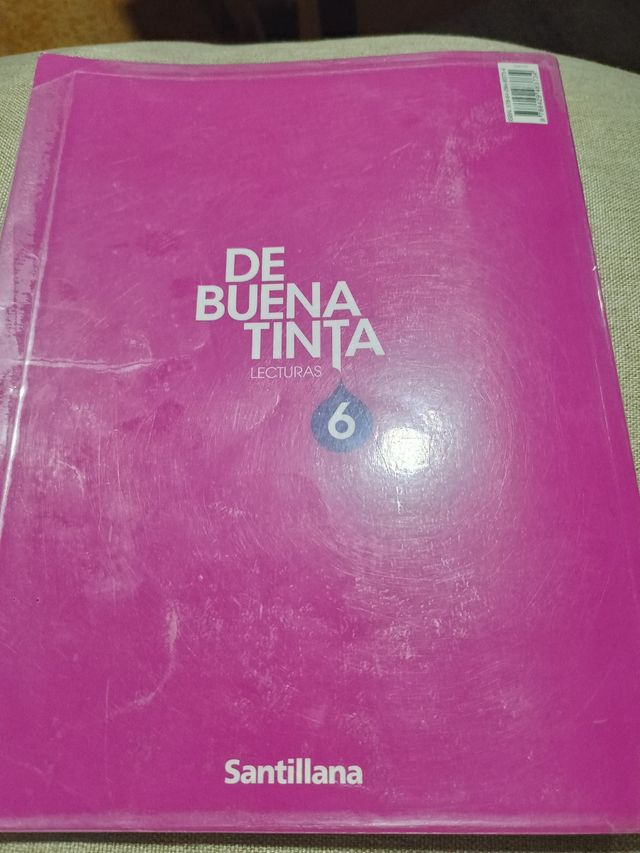 DE
BUENA
TINTA
LECTURAS
6
Santillana